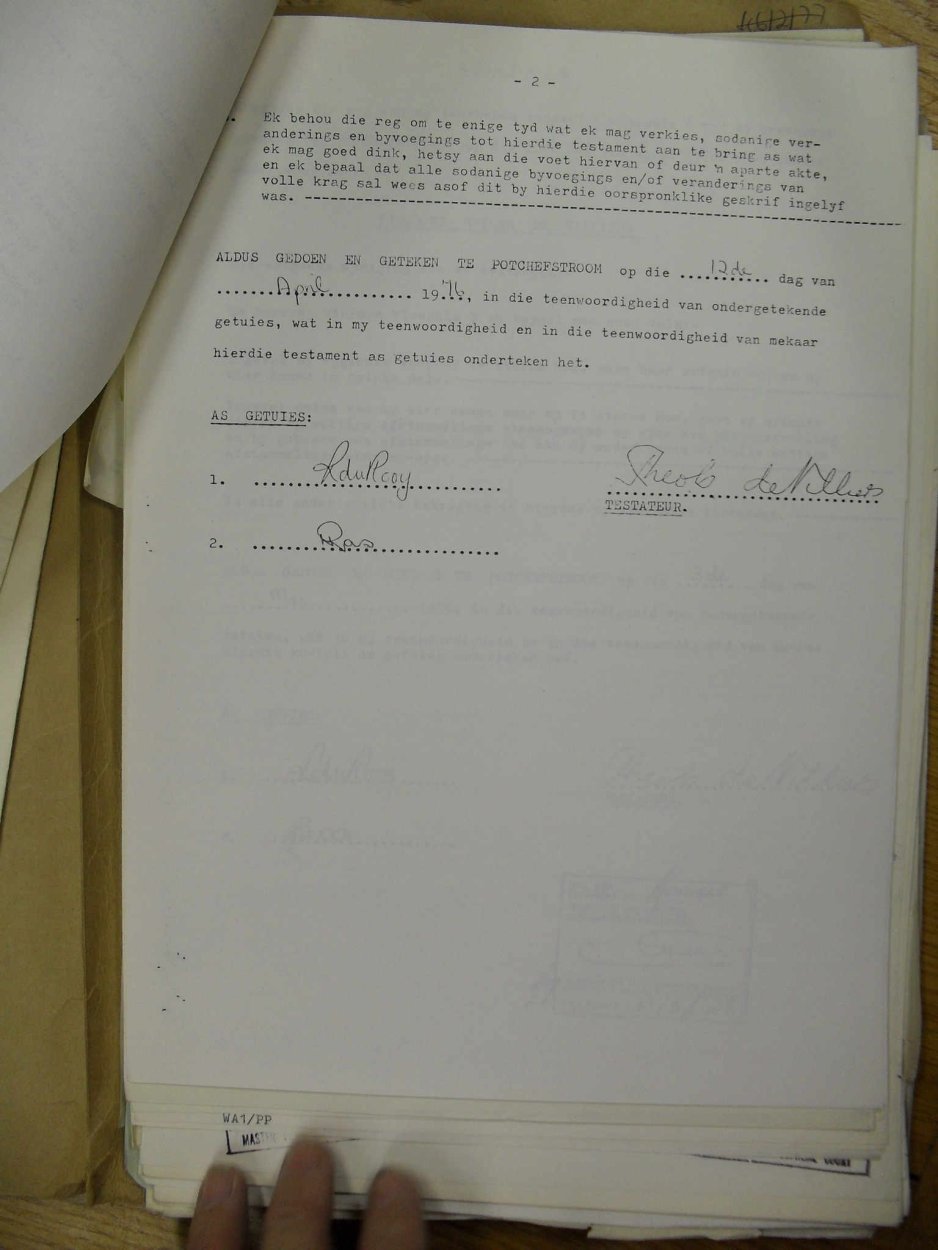 - 2 -
Ek behou die reg om te enige tyd wat ek mag verkies, sodanige ver-
anderings en byvoegings tot hierdie testament aan te bring as wat
ek mag goed dink, hetsy aan die voet hiervan of deur 'n aparte akte,
en ek bepaal dat alle sodanige byvoegings en/of veranderings van
volle krag sal wees asof dit by hierdie oorspronklike geskrif ingelyf
was. ----------------------------------------
ALDUS GEDOEN EN GETEKEN TE POTCHEFSTROOM op die ...12de... dag van
......April............ 19.76., in die teenwoordigheid van ondergetekende
getuies, wat in my teenwoordigheid en in die teenwoordigheid van mekaar
hierdie testament as getuies onderteken het.
AS GETUIES:
1. ..............................
Theo's de Villiers
TESTATEUR.
2. ..............................
WA1/PP